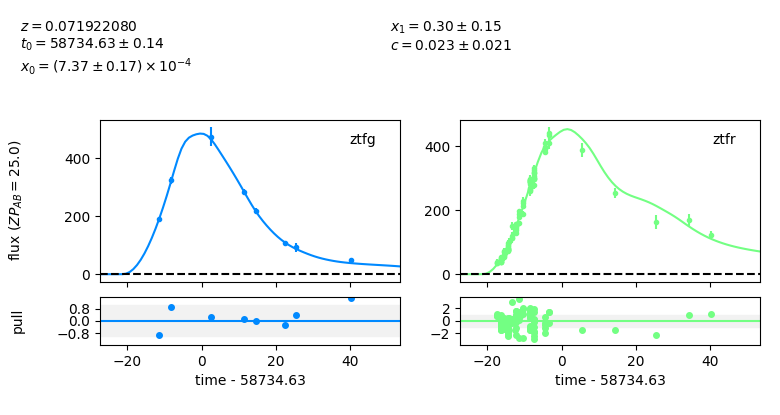 z = 0.071922080
t₀ = 58734.63 ± 0.14
x₀ = (7.37 ± 0.17) × 10⁻⁴
x₁ = 0.30 ± 0.15
c = 0.023 ± 0.021
flux (ZP_AB = 25.0)
400
200
0
ztfg
400
200
0
ztfr
pull
0.8
0.0
−0.8
2
0
−2
−20 0 20 40
−20 0 20 40
time - 58734.63
time - 58734.63